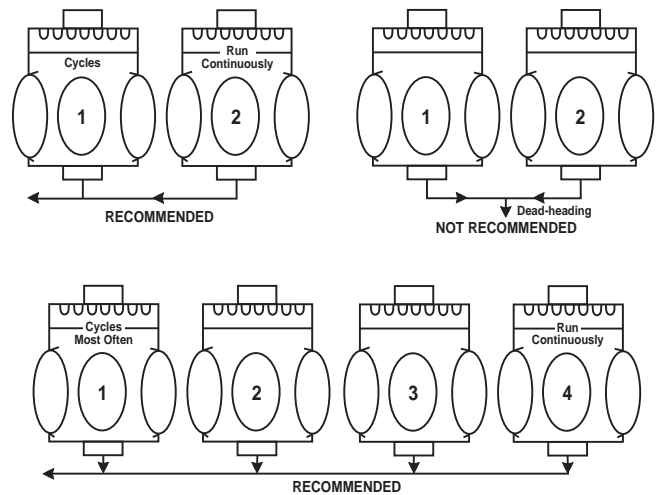 Cycles
Run
Continuously
1
2
RECOMMENDED
1
2
Dead-heading
NOT RECOMMENDED
Cycles
Most Often
Run
Continuously
1
2
3
4
RECOMMENDED